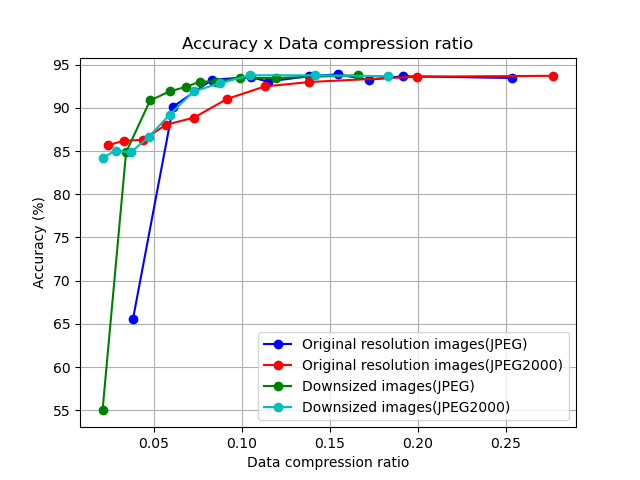 Accuracy x Data compression ratio
95
90
85
80
75
70
65
60
55
Accuracy (%)
Original resolution images(JPEG)
Original resolution images(JPEG2000)
Downsized images(JPEG)
Downsized images(JPEG2000)
0.05 0.10 0.15 0.20 0.25
Data compression ratio